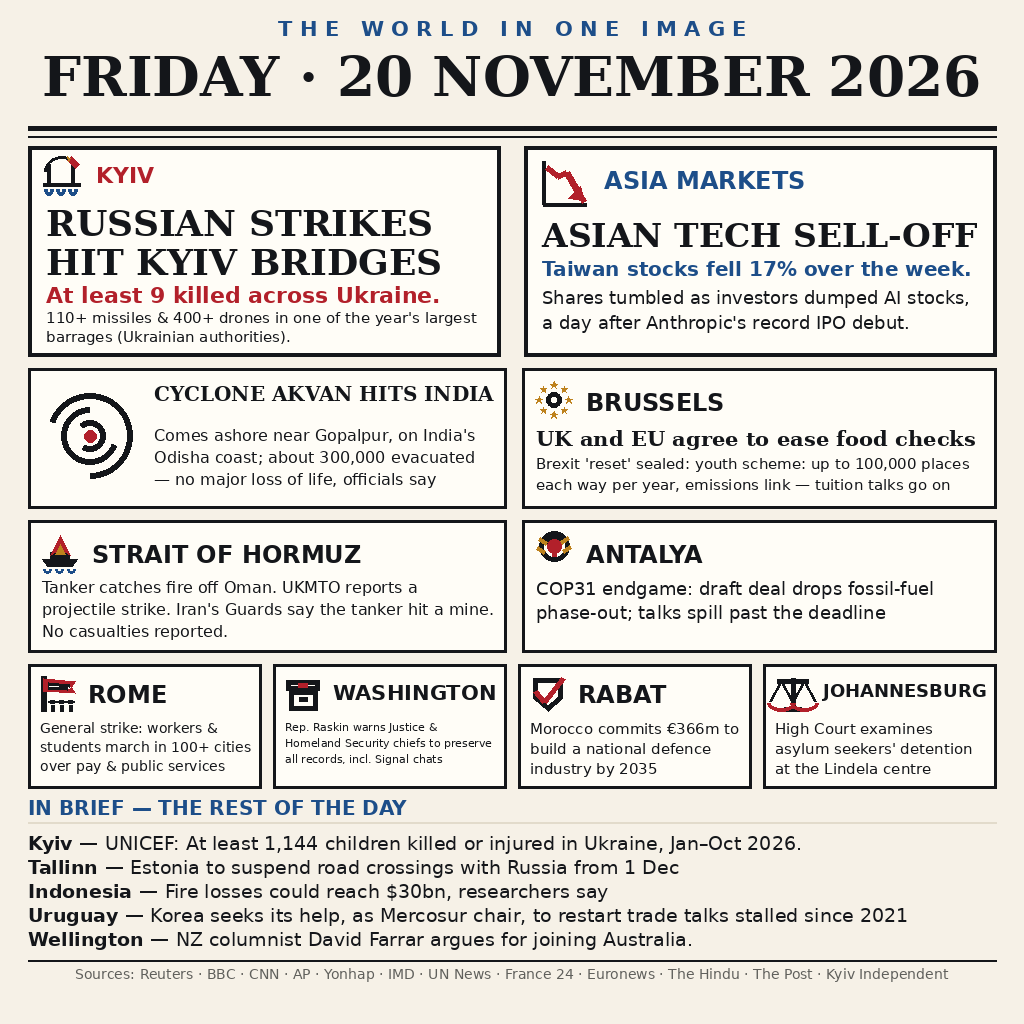 THE WORLD IN ONE IMAGE
FRIDAY · 20 NOVEMBER 2026
KYIV
RUSSIAN STRIKES
HIT KYIV BRIDGES
At least 9 killed across Ukraine.
110+ missiles & 400+ drones in one of the year's largest
barrages (Ukrainian authorities).
ASIA MARKETS
ASIAN TECH SELL-OFF
Taiwan stocks fell 17% over the week.
Shares tumbled as investors dumped AI stocks,
a day after Anthropic's record IPO debut.
CYCLONE AKVAN HITS INDIA
Comes ashore near Gopalpur, on India's
Odisha coast; about 300,000 evacuated
— no major loss of life, officials say
BRUSSELS
UK and EU agree to ease food checks
Brexit 'reset' sealed: youth scheme: up to 100,000 places
each way per year, emissions link — tuition talks go on
STRAIT OF HORMUZ
Tanker catches fire off Oman. UKMTO reports a
projectile strike. Iran's Guards say the tanker hit a mine.
No casualties reported.
ANTALYA
COP31 endgame: draft deal drops fossil-fuel
phase-out; talks spill past the deadline
ROME
General strike: workers &
students march in 100+ cities
over pay & public services
WASHINGTON
Rep. Raskin warns Justice &
Homeland Security chiefs to preserve
all records, incl. Signal chats
RABAT
Morocco commits €366m to
build a national defence
industry by 2035
JOHANNESBURG
High Court examines
asylum seekers' detention
at the Lindela centre
IN BRIEF — THE REST OF THE DAY
Kyiv — UNICEF: At least 1,144 children killed or injured in Ukraine, Jan–Oct 2026.
Tallinn — Estonia to suspend road crossings with Russia from 1 Dec
Indonesia — Fire losses could reach $30bn, researchers say
Uruguay — Korea seeks its help, as Mercosur chair, to restart trade talks stalled since 2021
Wellington — NZ columnist David Farrar argues for joining Australia.
Sources: Reuters · BBC · CNN · AP · Yonhap · IMD · UN News · France 24 · Euronews · The Hindu · The Post · Kyiv Independent